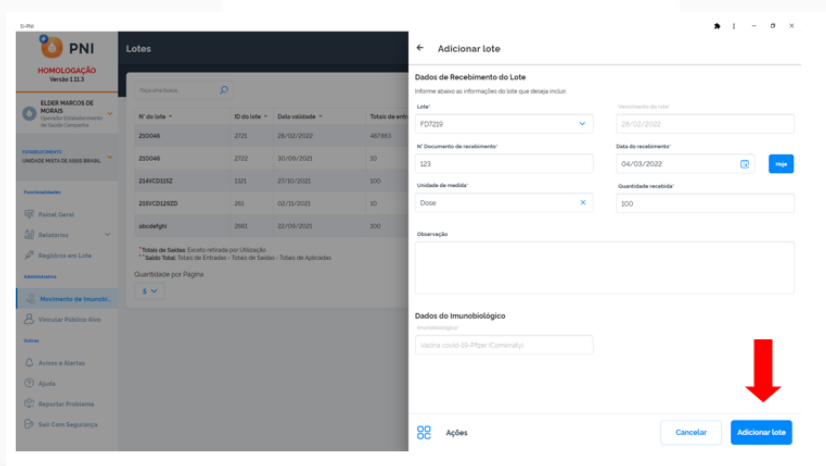 SI-PNI
PNI
HOMOLOGAÇÃO
Versão 1.11.3
ELDER MARCOS DE
MORAIS
Operador Estabelecimento
de Saúde Campanha
ESTABELECIMENTO
UNIDADE MISTA DE ASSIS BRASIL
Funcionalidades
Painel Geral
Relatórios
Registros em Lote
Administrativo
Movimento de Imunobi...
Vincular Público Alvo
Outros
Avisos e Alertas
Ajuda
Reportar Problema
Sair Com Segurança
Lotes
Faça uma busca...
N° do lote ID do lote Data validade Totais de entr
210046 2721 28/02/2022 487863
210046 2722 30/09/2021 10
214VCD115Z 1321 27/10/2021 100
215VCD126ZD 261 02/11/2021 10
abcdefghi 2661 22/09/2021 100
*Totais de Saídas: Exceto retirada por Utilização
**Saldo Total: Totais de Entradas - Totais de Saídas - Totais de Aplicadas
Quantidade por Página
5
Adicionar lote
Dados de Recebimento do Lote
Informe abaixo as informações do lote que deseja incluir.
Lote* Vencimento do lote*
FD7219 28/02/2022
N° Documento de recebimento* Data do recebimento*
123 04/03/2022 Hoje
Unidade de medida* Quantidade recebida*
Dose 100
Observação
Dados do Imunobiológico
Imunobiológico*
Vacina covid-19-Pfizer (Comirnaty)
Ações Cancelar Adicionar lote